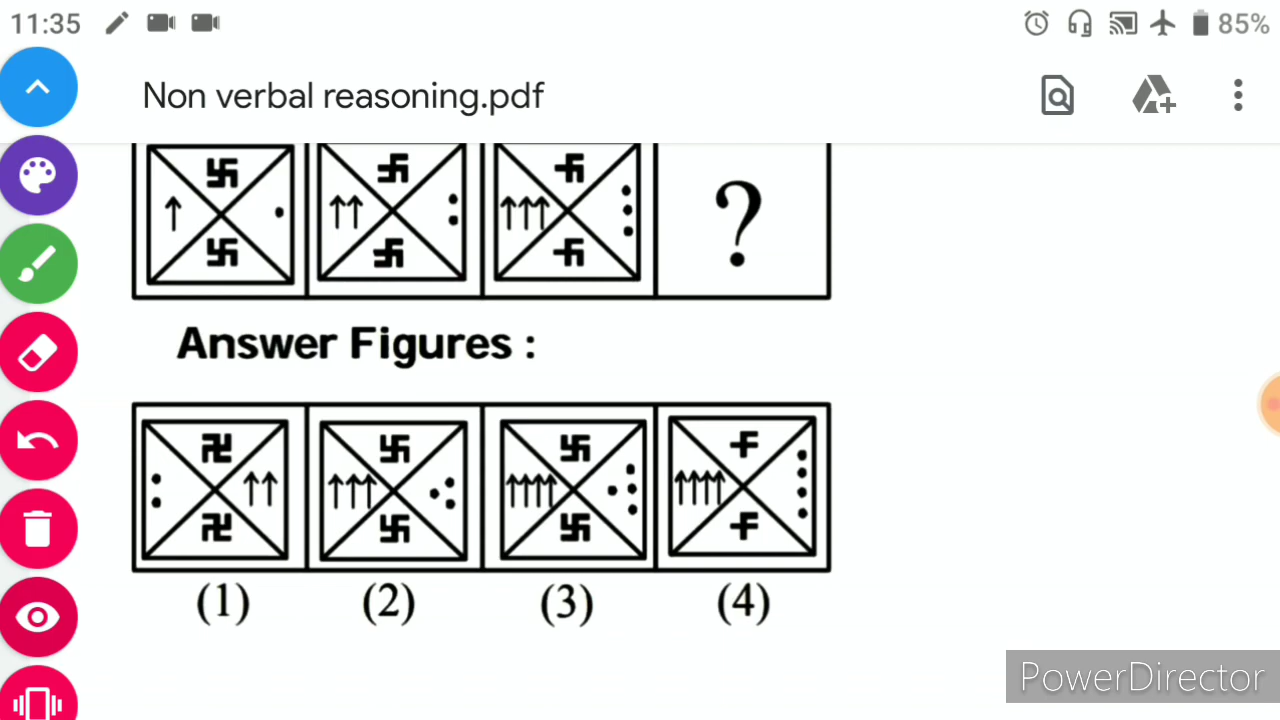 11:35
85%
Non verbal reasoning.pdf
?
Answer Figures :
(1) (2) (3) (4)
PowerDirector